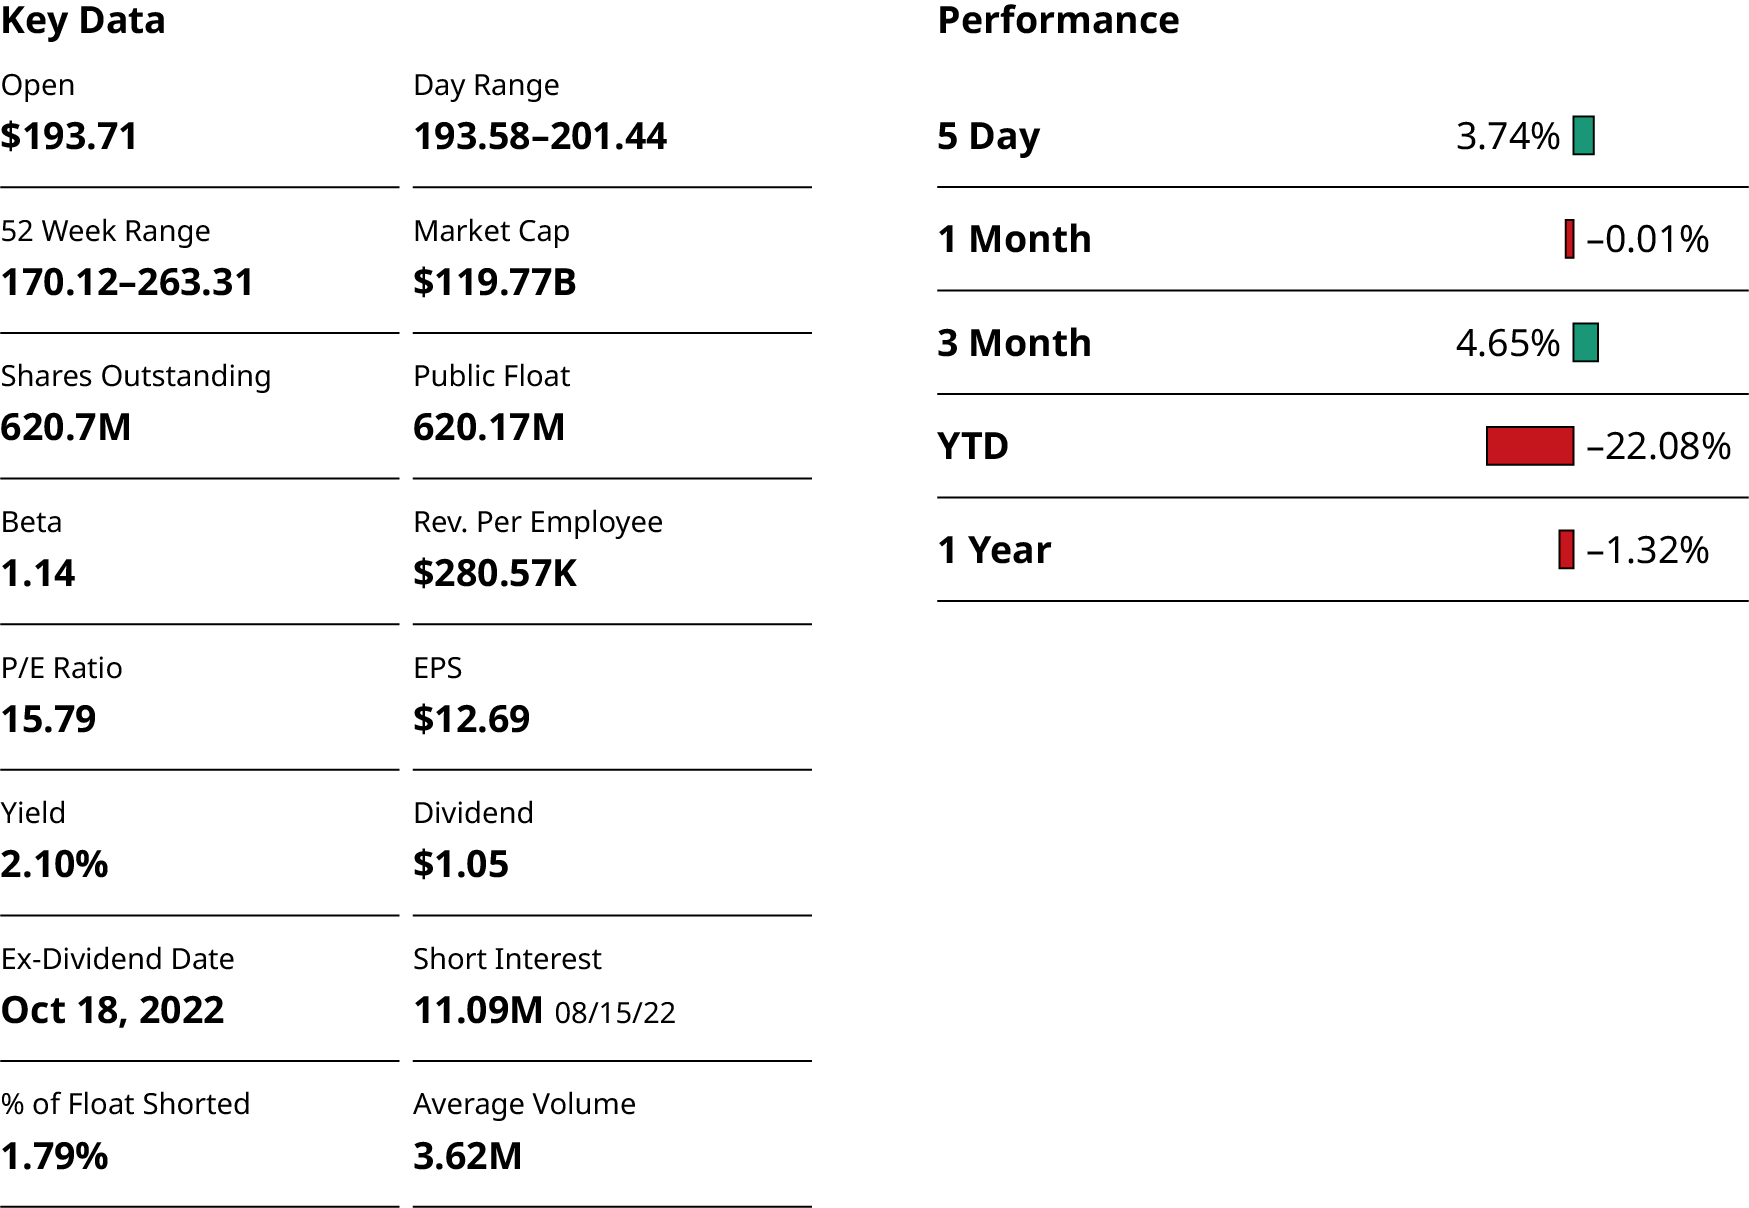 Key Data
Open
$193.71
Day Range
193.58–201.44
52 Week Range
170.12–263.31
Market Cap
$119.77B
Shares Outstanding
620.7M
Public Float
620.17M
Beta
1.14
Rev. Per Employee
$280.57K
P/E Ratio
15.79
EPS
$12.69
Yield
2.10%
Dividend
$1.05
Ex-Dividend Date
Oct 18, 2022
Short Interest
11.09M 08/15/22
% of Float Shorted
1.79%
Average Volume
3.62M
Performance
5 Day 3.74%
1 Month –0.01%
3 Month 4.65%
YTD –22.08%
1 Year –1.32%